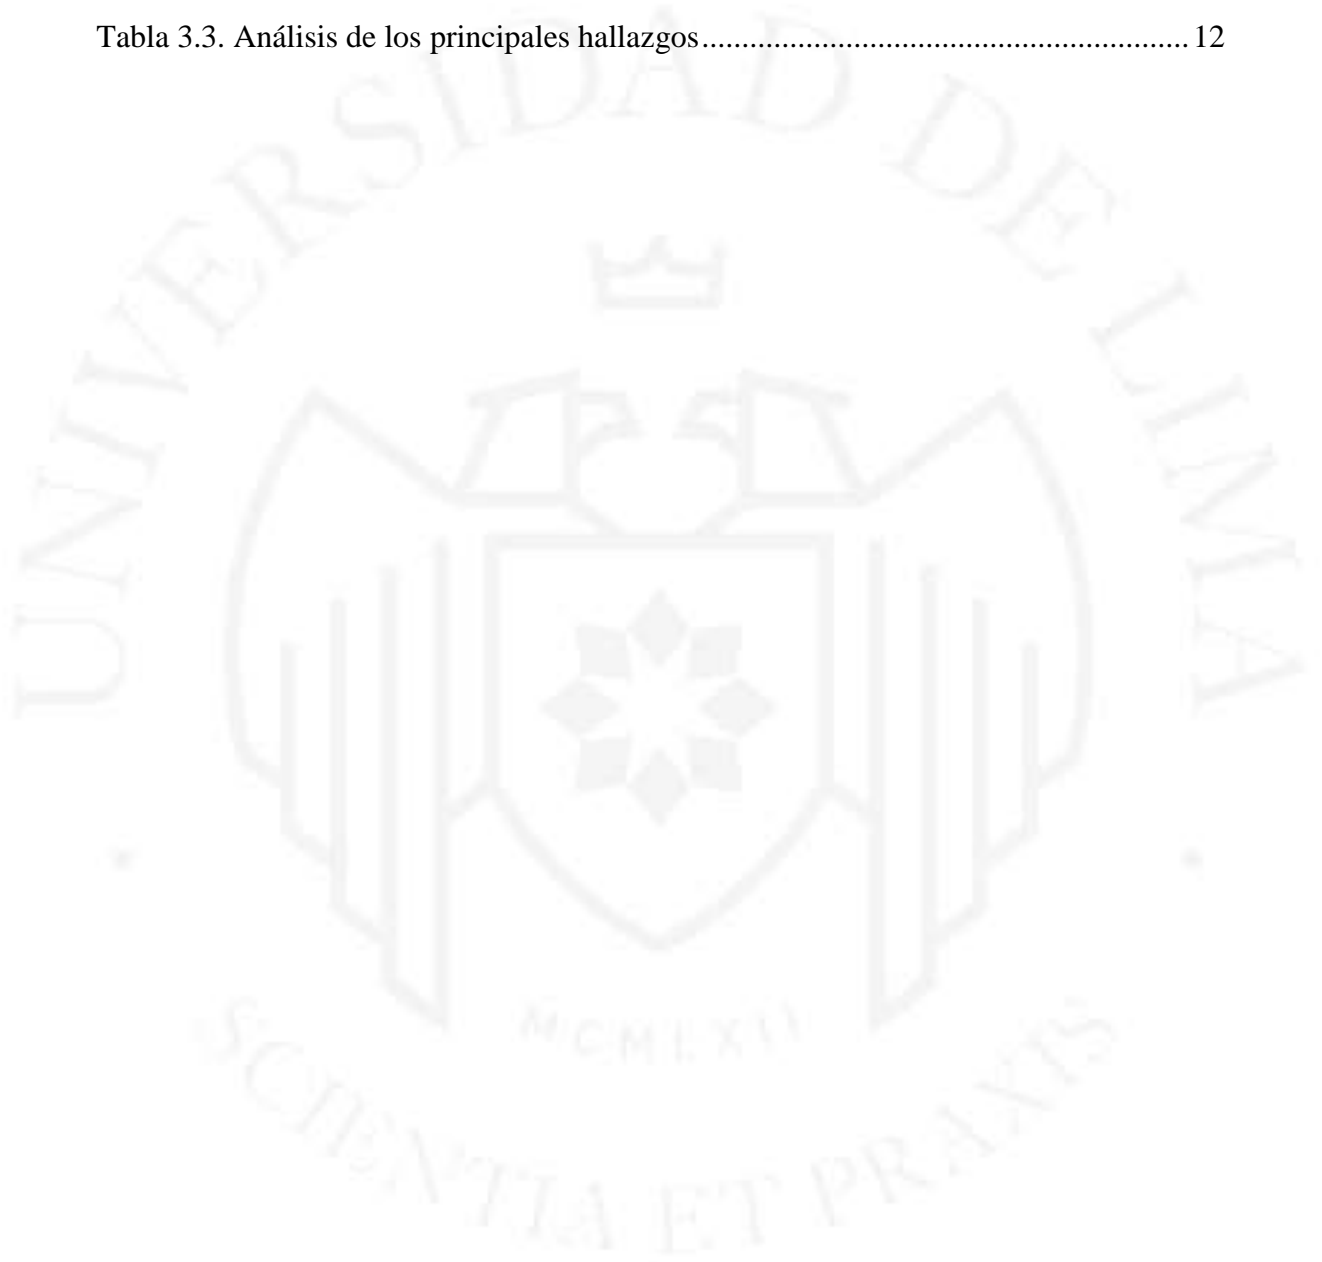 Tabla 3.3. Análisis de los principales hallazgos............................................................ 12
UNIVERSIDAD DE LIMA
MCMLXII
SCIENTIA ET PRAXIS